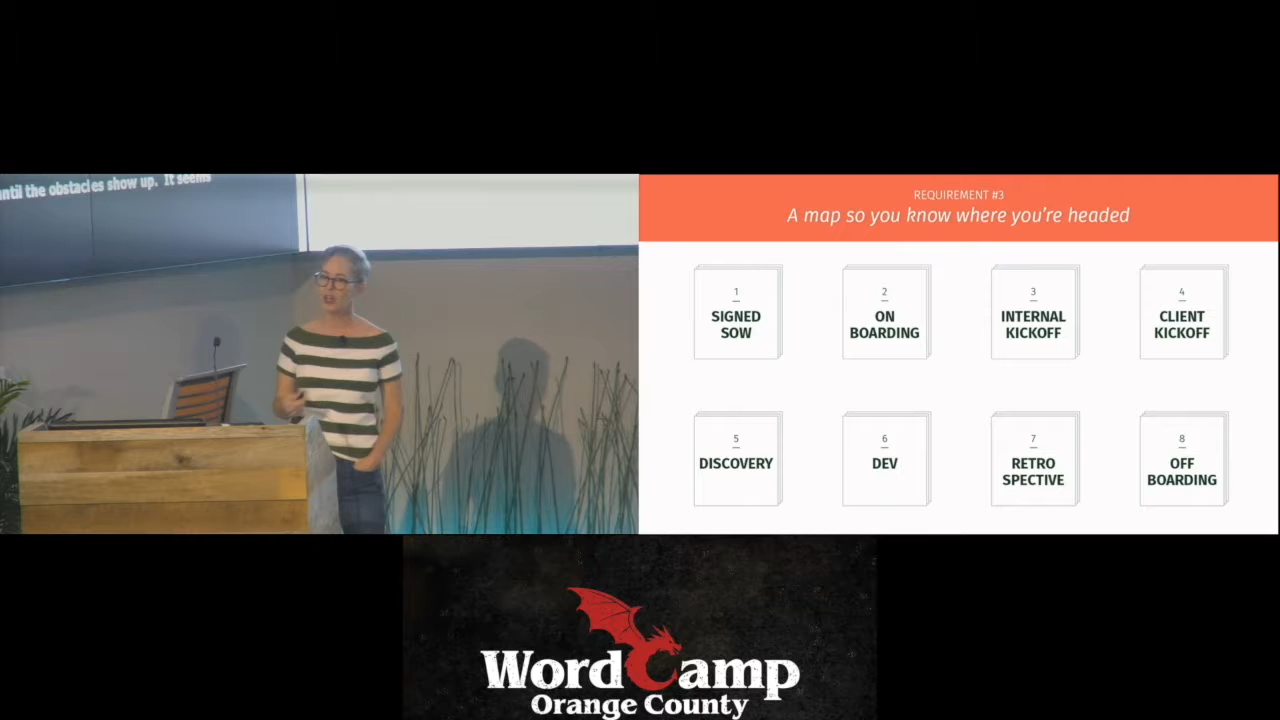 until the obstacles show up. It seems
REQUIREMENT #3
A map so you know where you're headed
1
SIGNED
SOW
2
ON
BOARDING
3
INTERNAL
KICKOFF
4
CLIENT
KICKOFF
5
DISCOVERY
6
DEV
7
RETRO
SPECTIVE
8
OFF
BOARDING
WordCamp
Orange County